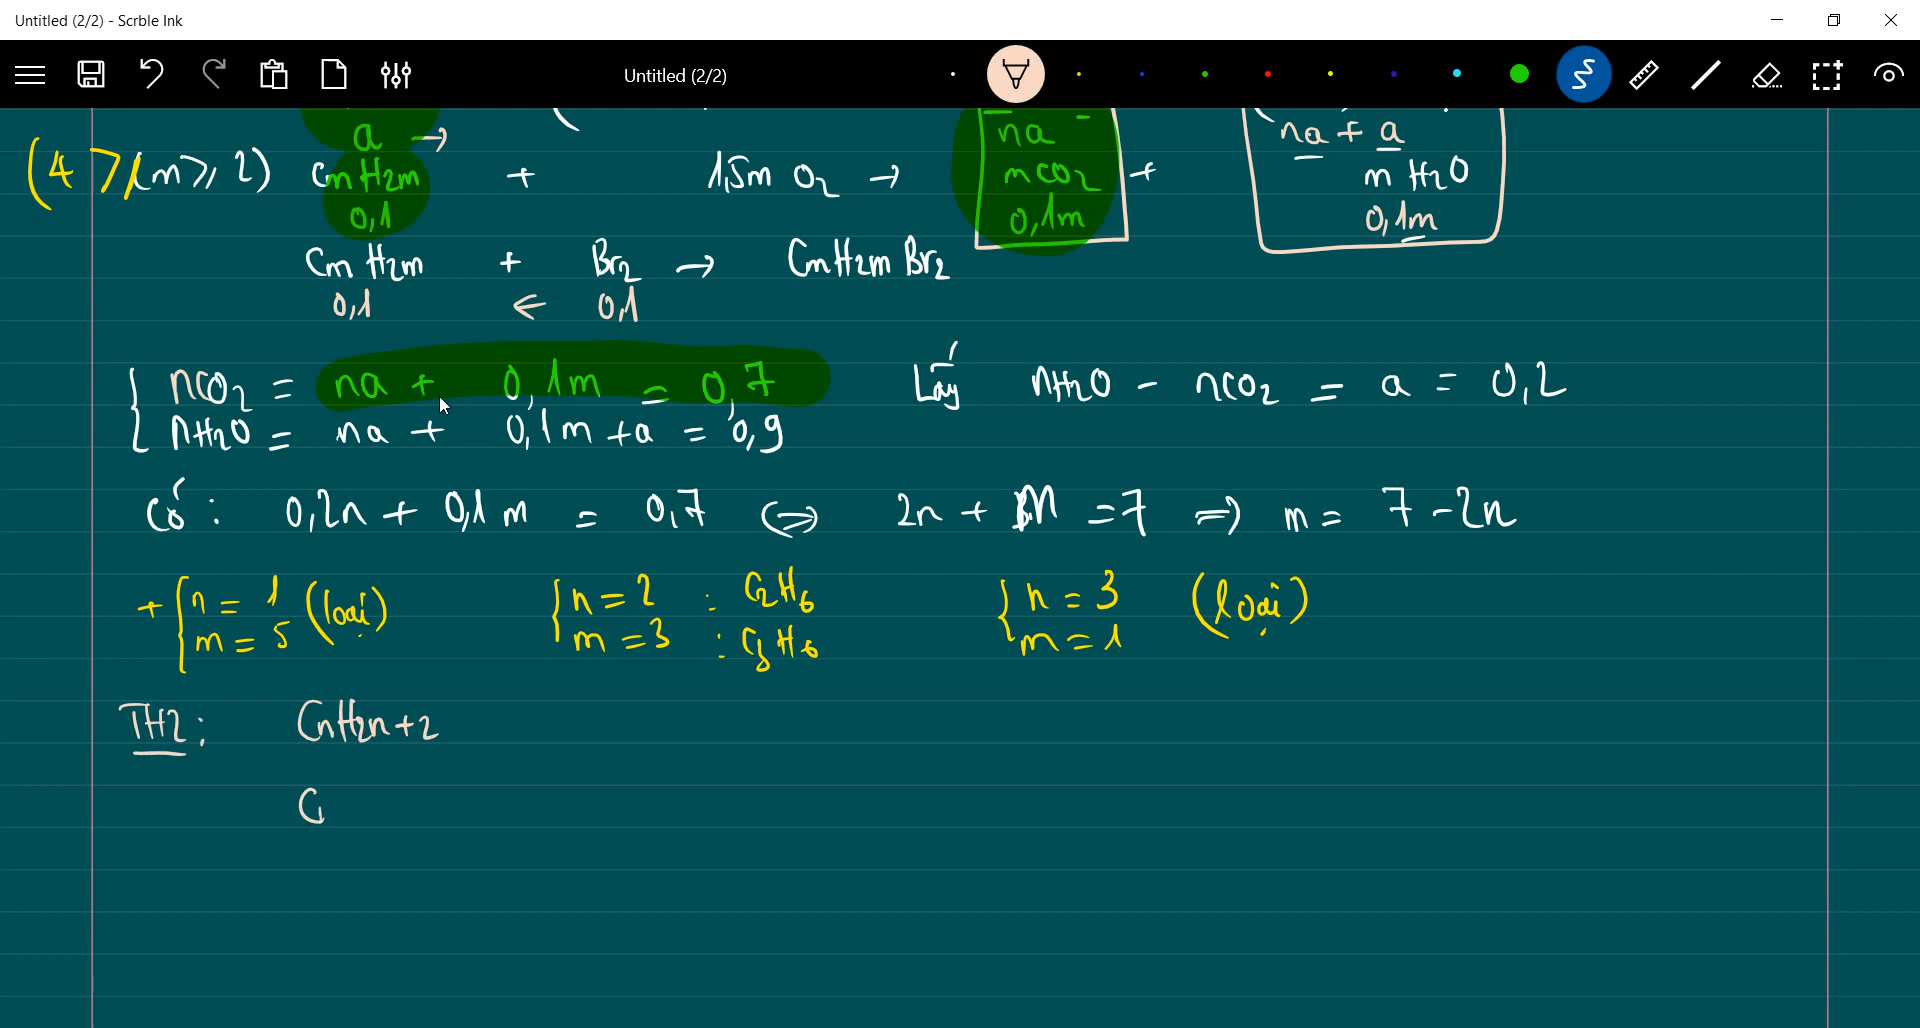 Untitled (2/2) - Scrble Ink
Untitled (2/2)
a → na na + a
(4 > (m ≥ 2) CmH2m + 1,5m O2 → mCO2 + m H2O
0,1 0,1m 0,1m
CmH2m + Br2 → CmH2mBr2
0,1 ← 0,1
{ nCO2 = na + 0,1m = 0,7 Lấy nH2O - nCO2 = a = 0,2
nH2O = na + 0,1m + a = 0,9
Có : 0,2n + 0,1m = 0,7 ⇔ 2n + m = 7 ⇒ m = 7 - 2n
+ { n = 1 (loại) { n = 2 : C2H6 { n = 3 (loại)
m = 5 m = 3 : C3H6 m = 1
TH2 : CnH2n+2
C